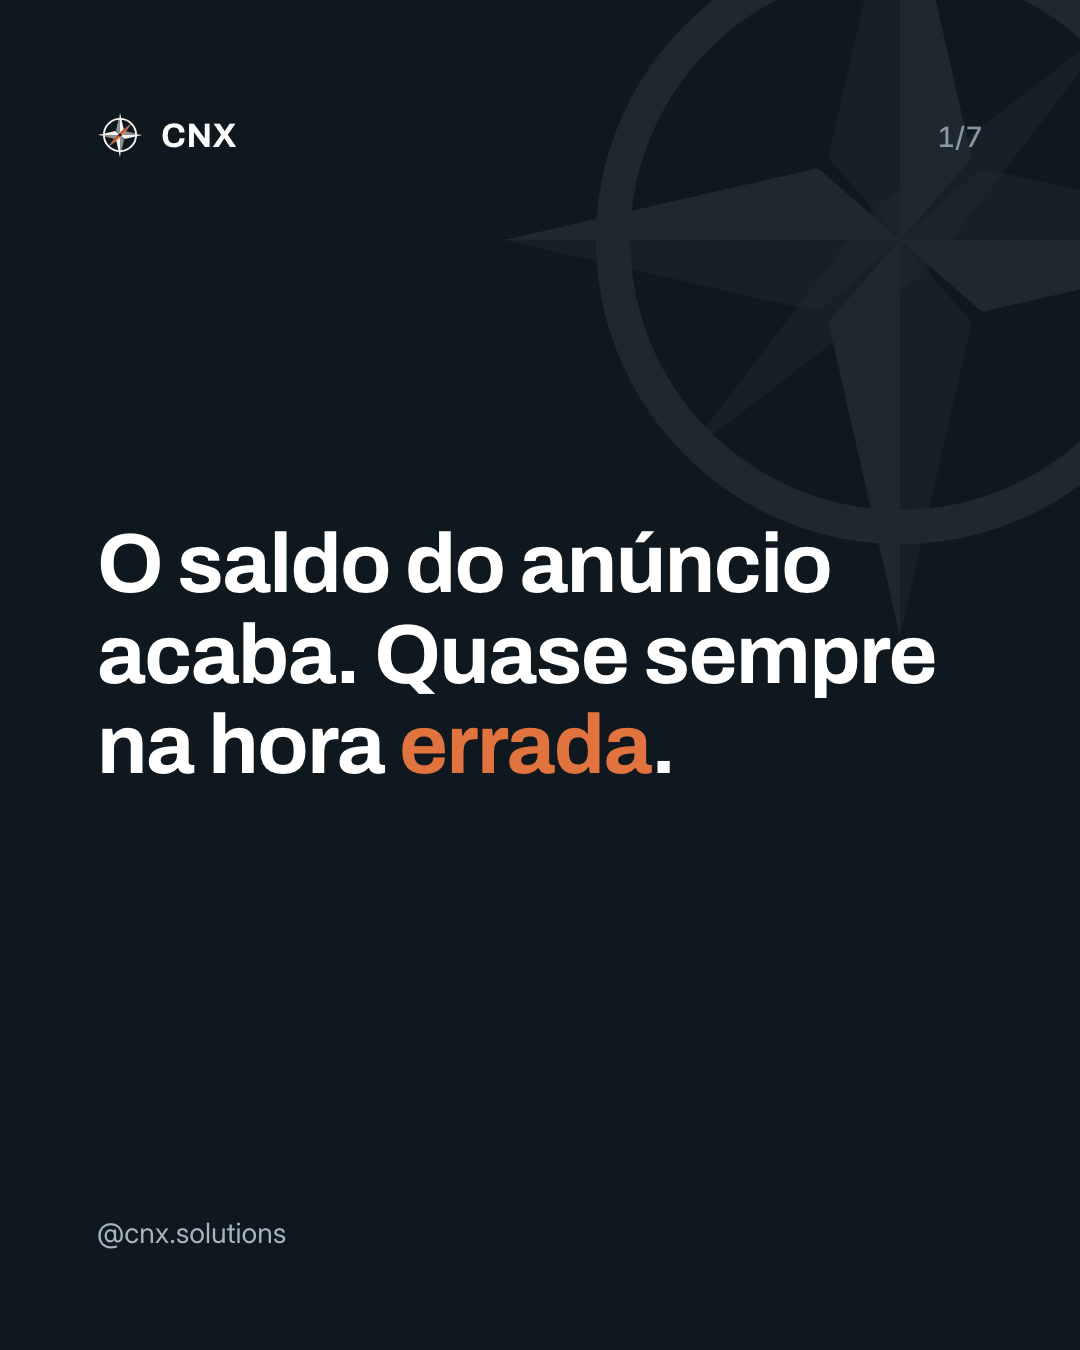 CNX
1/7
O saldo do anúncio
acaba. Quase sempre
na hora errada.
@cnx.solutions